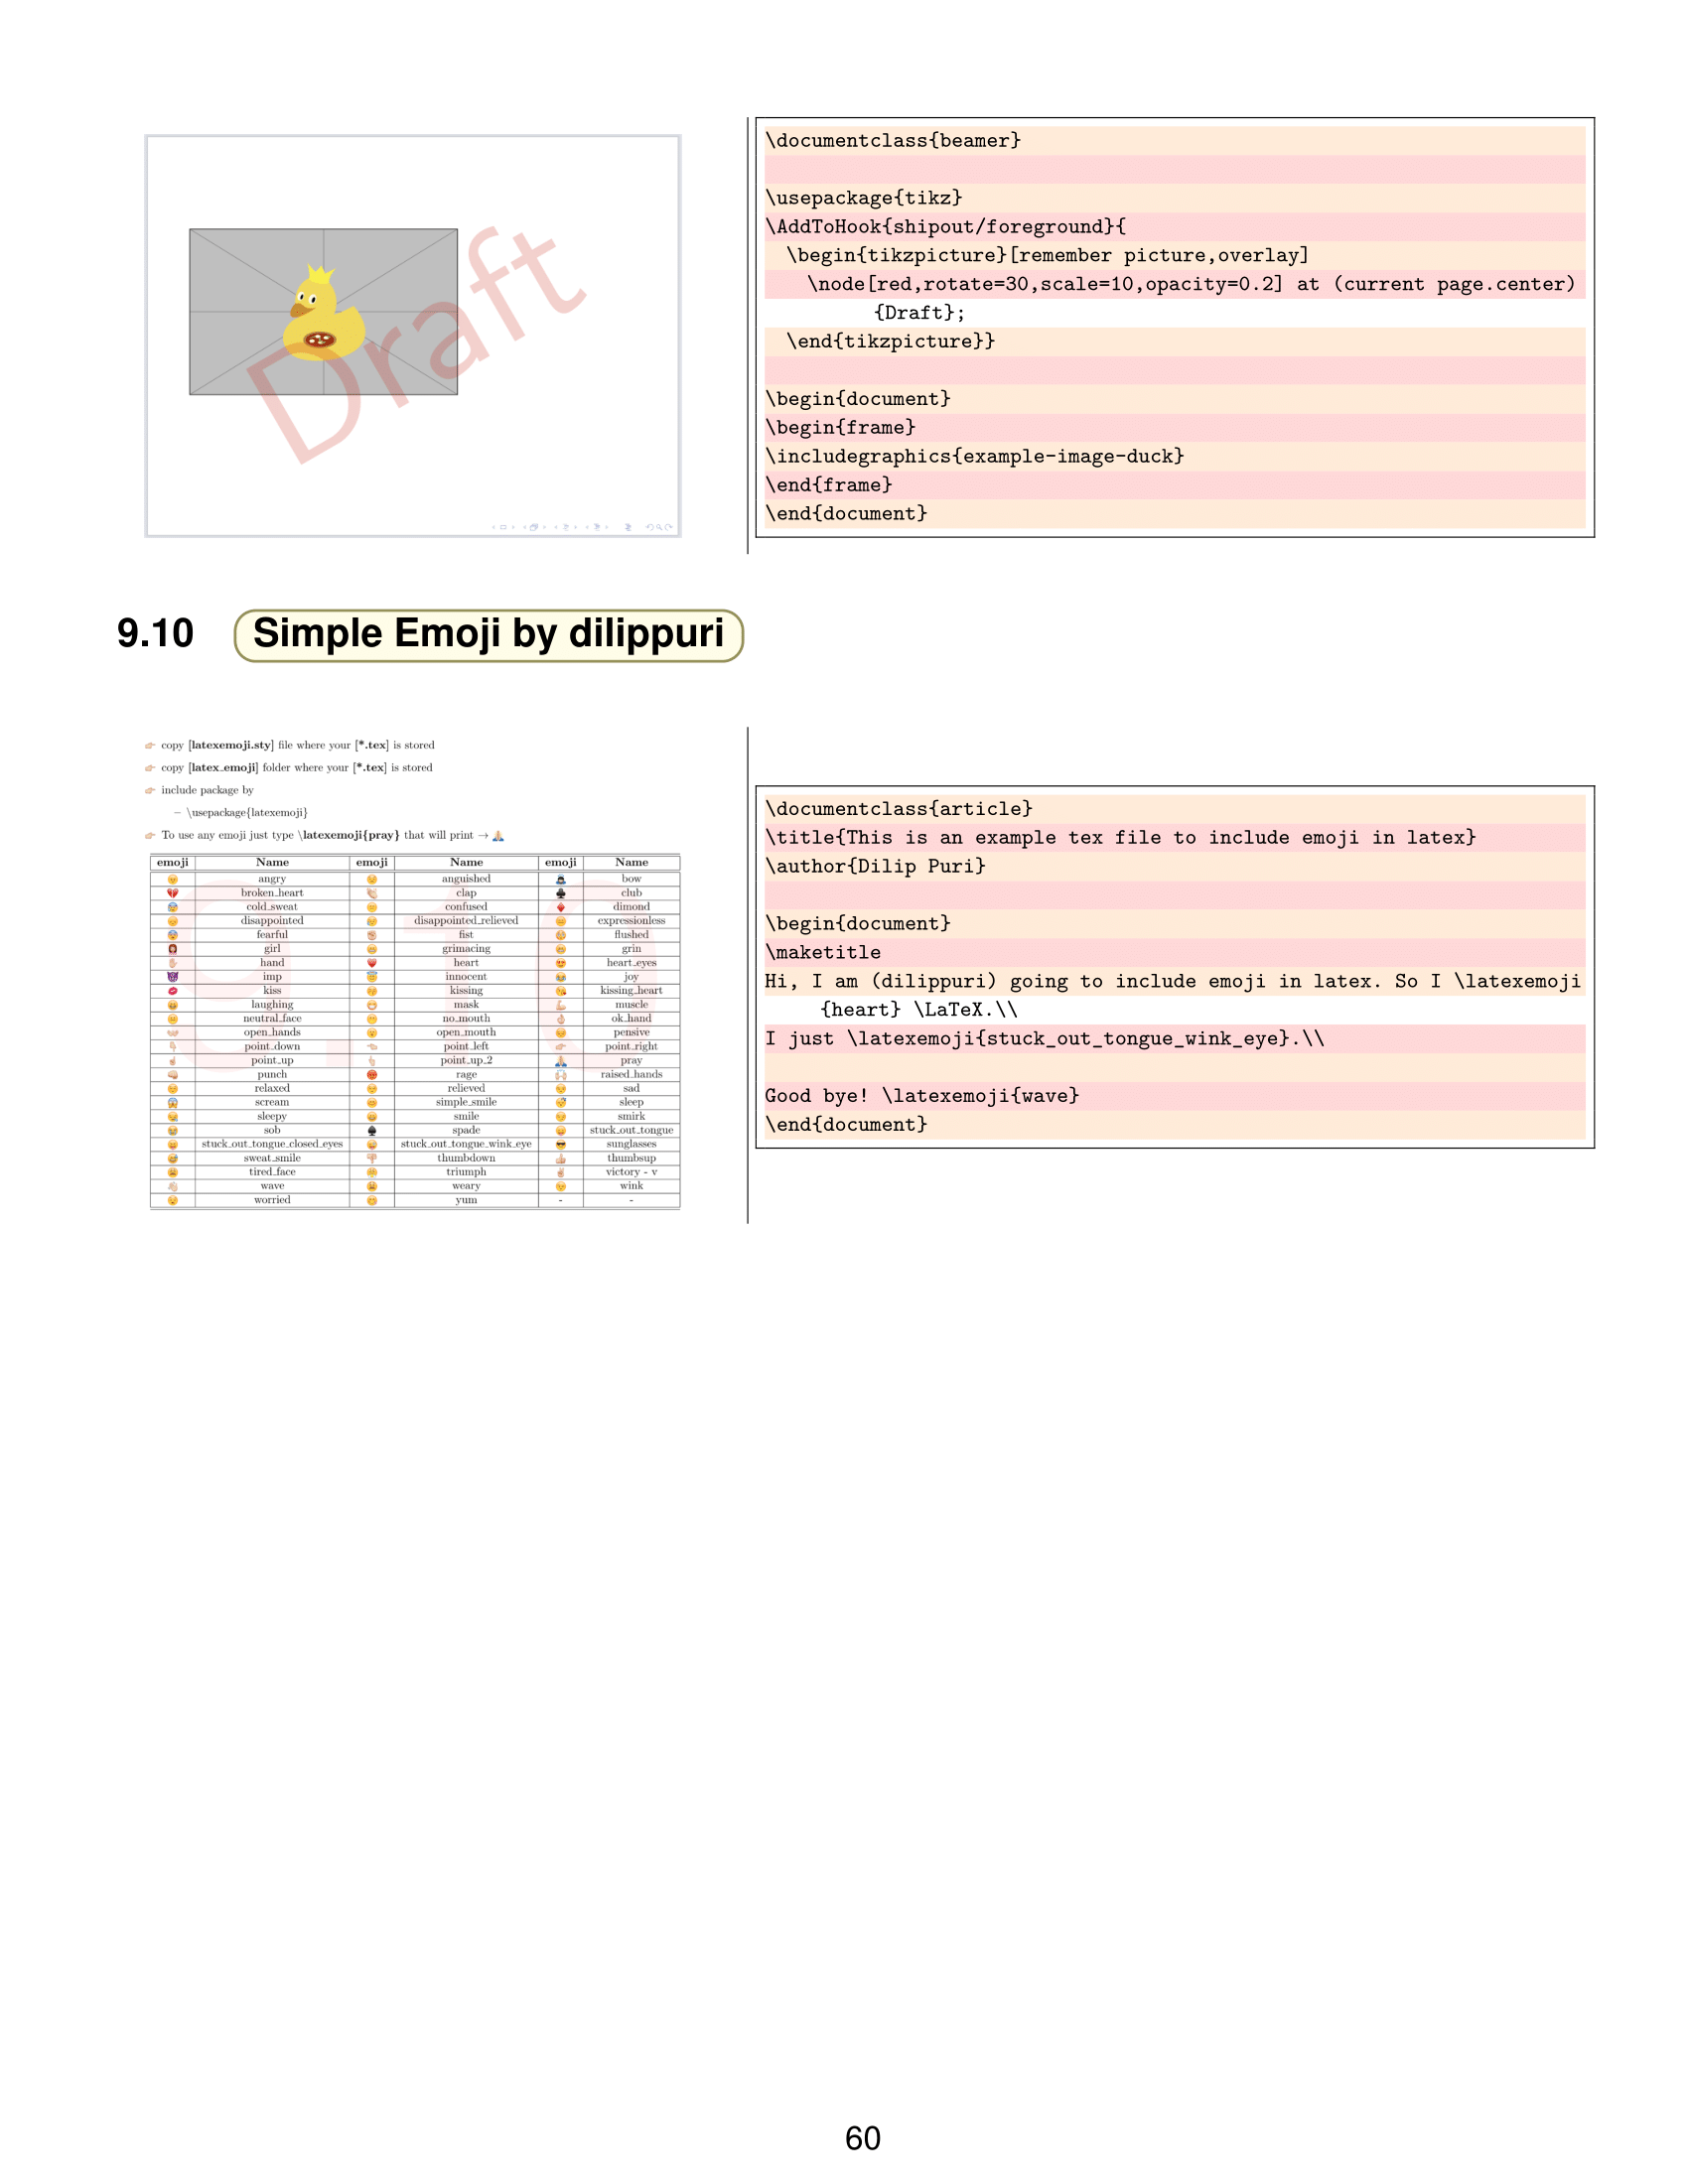 Draft
\documentclass{beamer}
\usepackage{tikz}
\AddToHook{shipout/foreground}{
\begin{tikzpicture}[remember picture,overlay]
\node[red,rotate=30,scale=10,opacity=0.2] at (current page.center)
{Draft};
\end{tikzpicture}}
\begin{document}
\begin{frame}
\includegraphics{example-image-duck}
\end{frame}
\end{document}
9.10 Simple Emoji by dilippuri
copy [latexemoji.sty] file where your [*.tex] is stored
copy [latex_emoji] folder where your [*.tex] is stored
include package by
– \usepackage{latexemoji}
To use any emoji just type \latexemoji{pray} that will print → 🙏
emoji Name emoji Name emoji Name
angry anguished bow
broken_heart clap club
cold_sweat confused dimond
disappointed disappointed_relieved expressionless
fearful fist flushed
girl grimacing grin
hand heart heart_eyes
imp innocent joy
kiss kissing kissing_heart
laughing mask muscle
neutral_face no_mouth ok_hand
open_hands open_mouth pensive
point_down point_left point_right
point_up point_up_2 pray
punch rage raised_hands
relaxed relieved sad
scream simple_smile sleep
sleepy smile smirk
sob spade stuck_out_tongue
stuck_out_tongue_closed_eyes stuck_out_tongue_wink_eye sunglasses
sweat_smile thumbdown thumbsup
tired_face triumph victory - v
wave weary wink
worried yum - -
9.10
\documentclass{article}
\title{This is an example tex file to include emoji in latex}
\author{Dilip Puri}
\begin{document}
\maketitle
Hi, I am (dilippuri) going to include emoji in latex. So I \latexemoji
{heart} \LaTeX.\\
I just \latexemoji{stuck_out_tongue_wink_eye}.\\
Good bye! \latexemoji{wave}
\end{document}
60